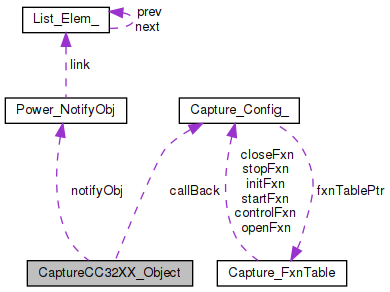 List_Elem_
prev
next
link
Power_NotifyObj
Capture_Config_
notifyObj
callBack
closeFxn
stopFxn
initFxn
startFxn
controlFxn
openFxn
fxnTablePtr
CaptureCC32XX_Object
Capture_FxnTable